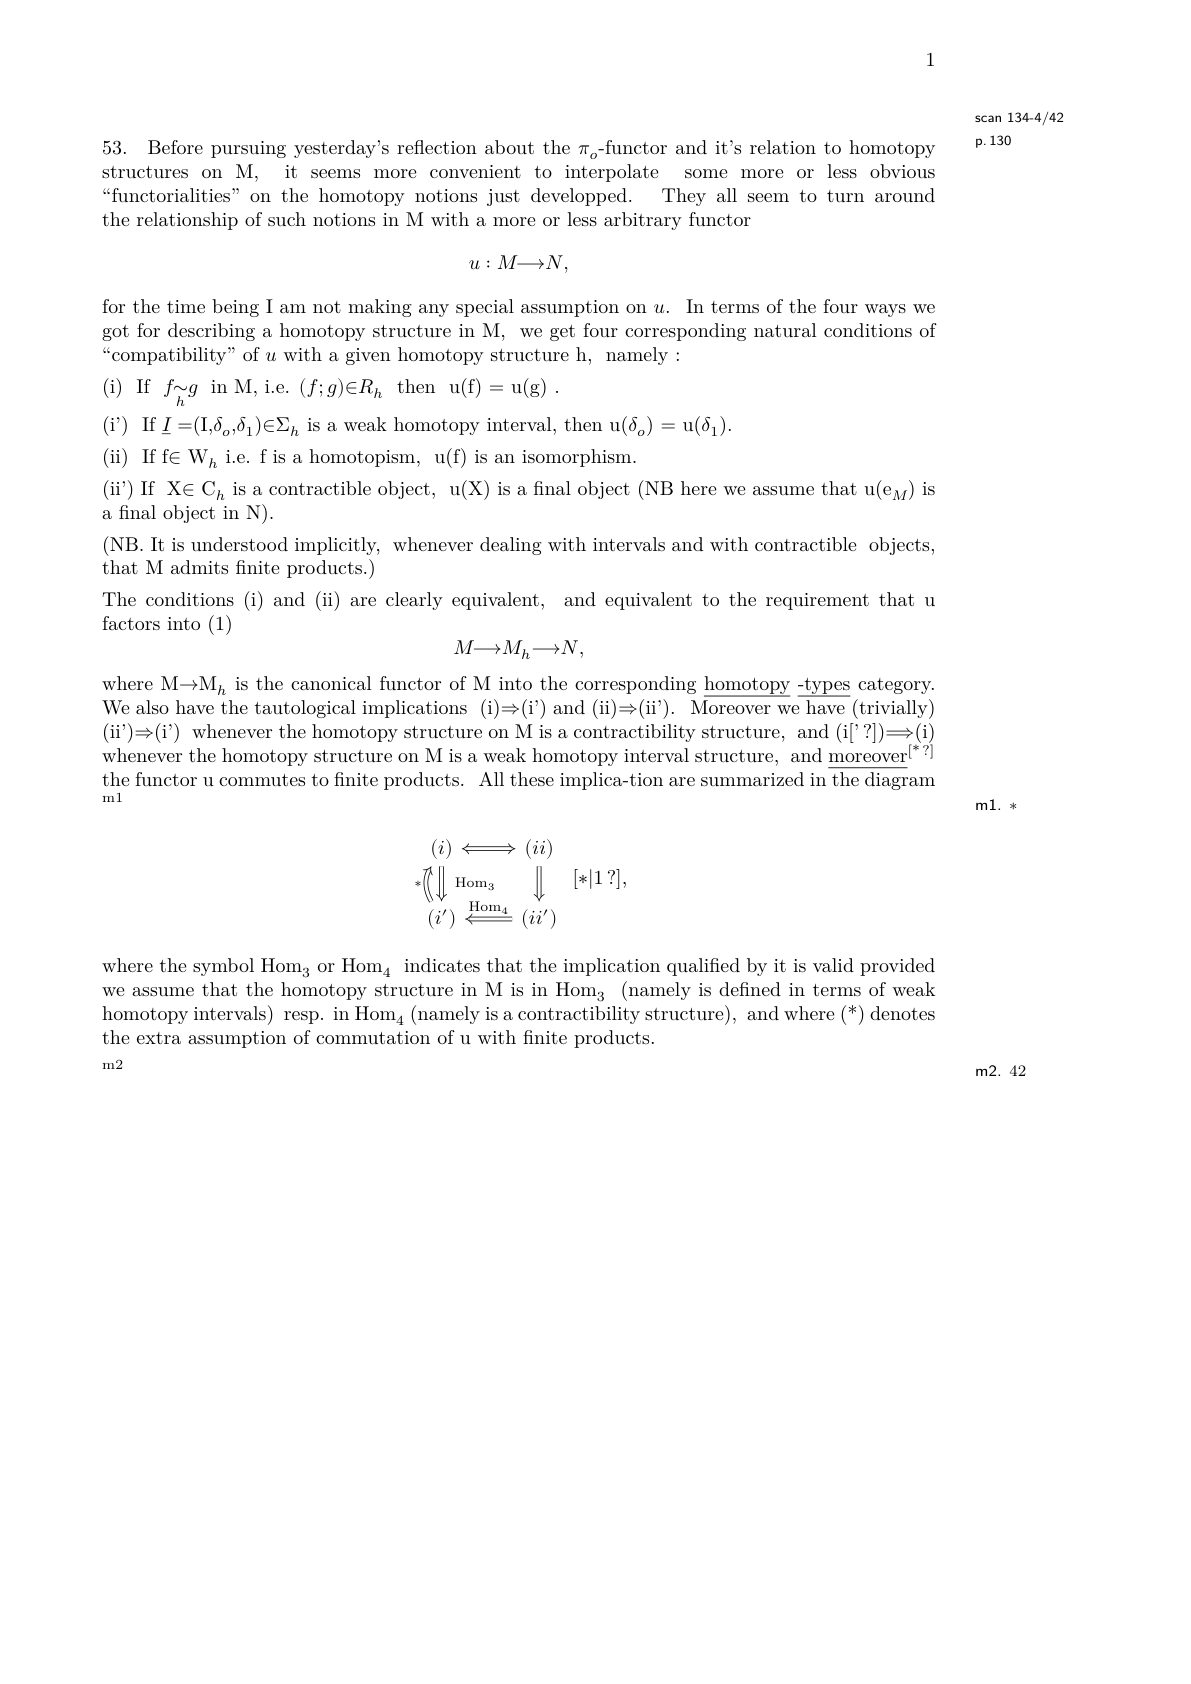 1
scan 134-4/42
53. Before pursuing yesterday's reflection about the πₒ-functor and it's relation to homotopy
p. 130
structures on M, it seems more convenient to interpolate some more or less obvious
“functorialities” on the homotopy notions just developped. They all seem to turn around
the relationship of such notions in M with a more or less arbitrary functor
u : M⟶N,
for the time being I am not making any special assumption on u. In terms of the four ways we
got for describing a homotopy structure in M, we get four corresponding natural conditions of
“compatibility” of u with a given homotopy structure h, namely :
(i) If f ∼_h g in M, i.e. (f; g)∈R_h then u(f) = u(g) .
(i') If I =(I,δ_o,δ_1)∈Σ_h is a weak homotopy interval, then u(δ_o) = u(δ_1).
(ii) If f∈ W_h i.e. f is a homotopism, u(f) is an isomorphism.
(ii') If X∈ C_h is a contractible object, u(X) is a final object (NB here we assume that u(e_M) is
a final object in N).
(NB. It is understood implicitly, whenever dealing with intervals and with contractible objects,
that M admits finite products.)
The conditions (i) and (ii) are clearly equivalent, and equivalent to the requirement that u
factors into (1)
M⟶M_h⟶N,
where M→M_h is the canonical functor of M into the corresponding homotopy -types category.
We also have the tautological implications (i)⇒(i') and (ii)⇒(ii'). Moreover we have (trivially)
(ii')⇒(i') whenever the homotopy structure on M is a contractibility structure, and (i[' ?])⟹(i)
whenever the homotopy structure on M is a weak homotopy interval structure, and moreover[* ?]
the functor u commutes to finite products. All these implica-tion are summarized in the diagram
m1
m1. *
(i) ⟺ (ii)
* Hom₃ [*|1 ?],
(i′) Hom₄ ⟸ (ii′)
where the symbol Hom₃ or Hom₄ indicates that the implication qualified by it is valid provided
we assume that the homotopy structure in M is in Hom₃ (namely is defined in terms of weak
homotopy intervals) resp. in Hom₄ (namely is a contractibility structure), and where (*) denotes
the extra assumption of commutation of u with finite products.
m2
m2. 42